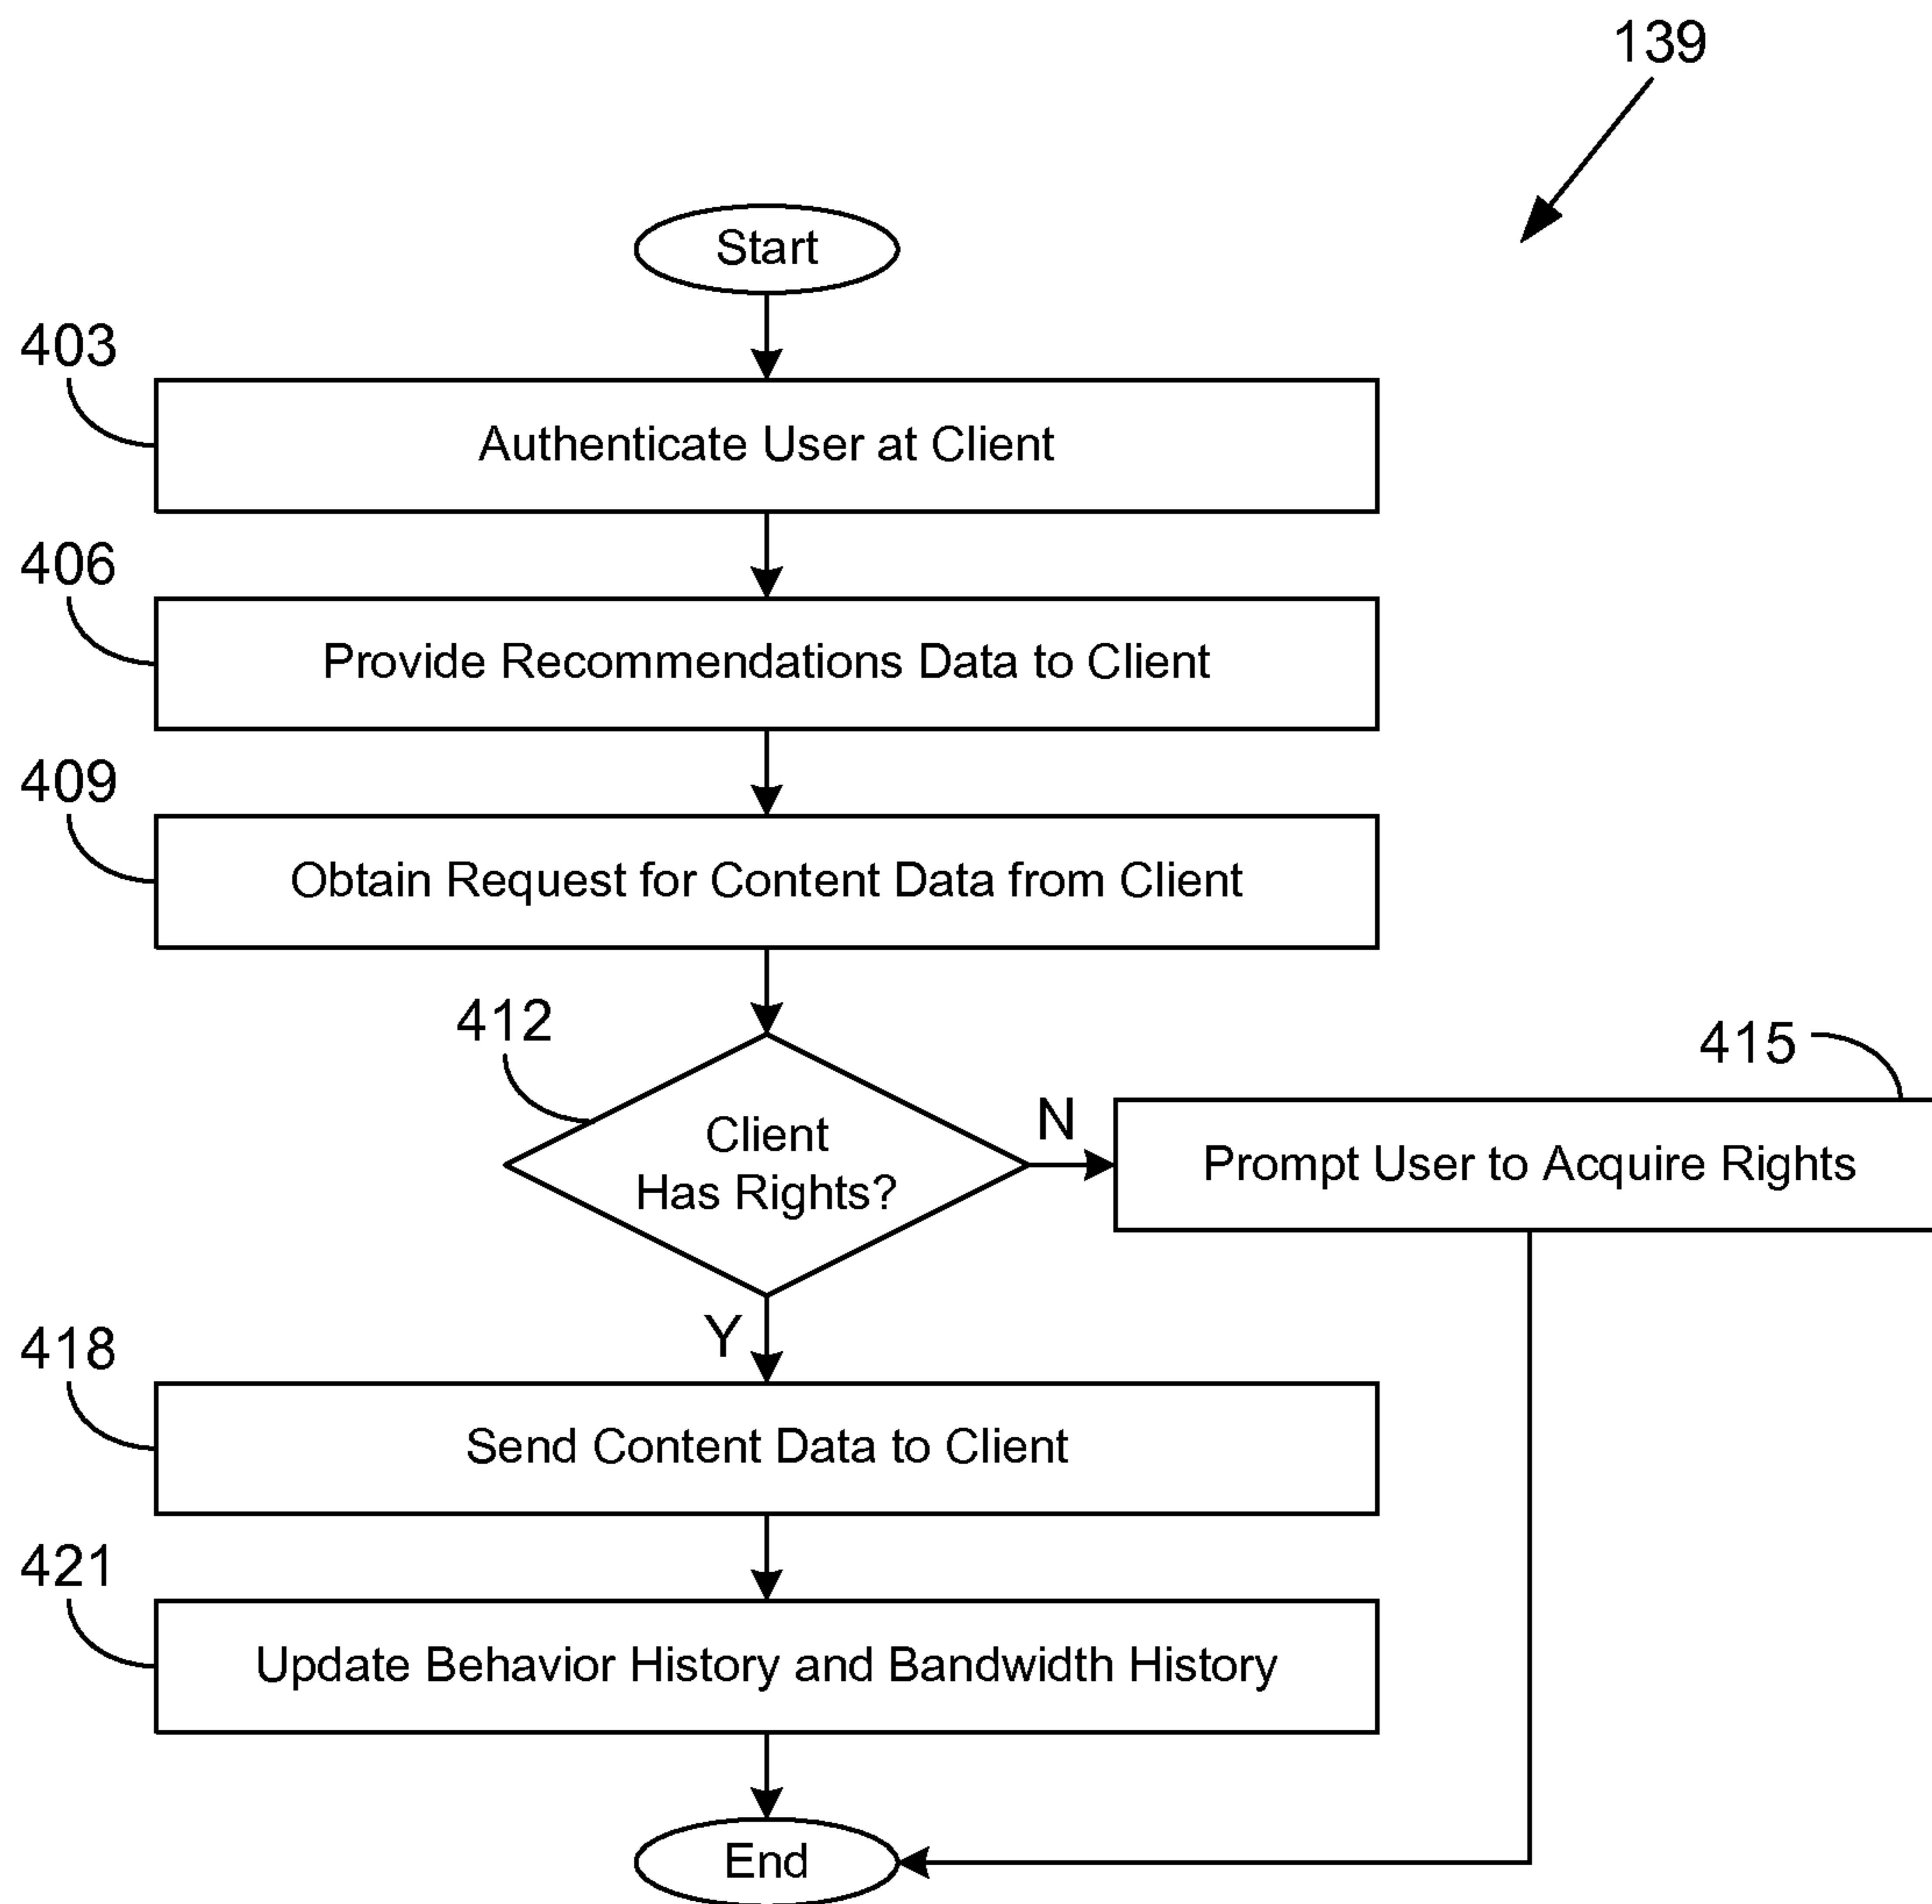 139
Start
403
Authenticate User at Client
406
Provide Recommendations Data to Client
409
Obtain Request for Content Data from Client
412
Client
Has Rights?
N
415
Prompt User to Acquire Rights
Y
418
Send Content Data to Client
421
Update Behavior History and Bandwidth History
End